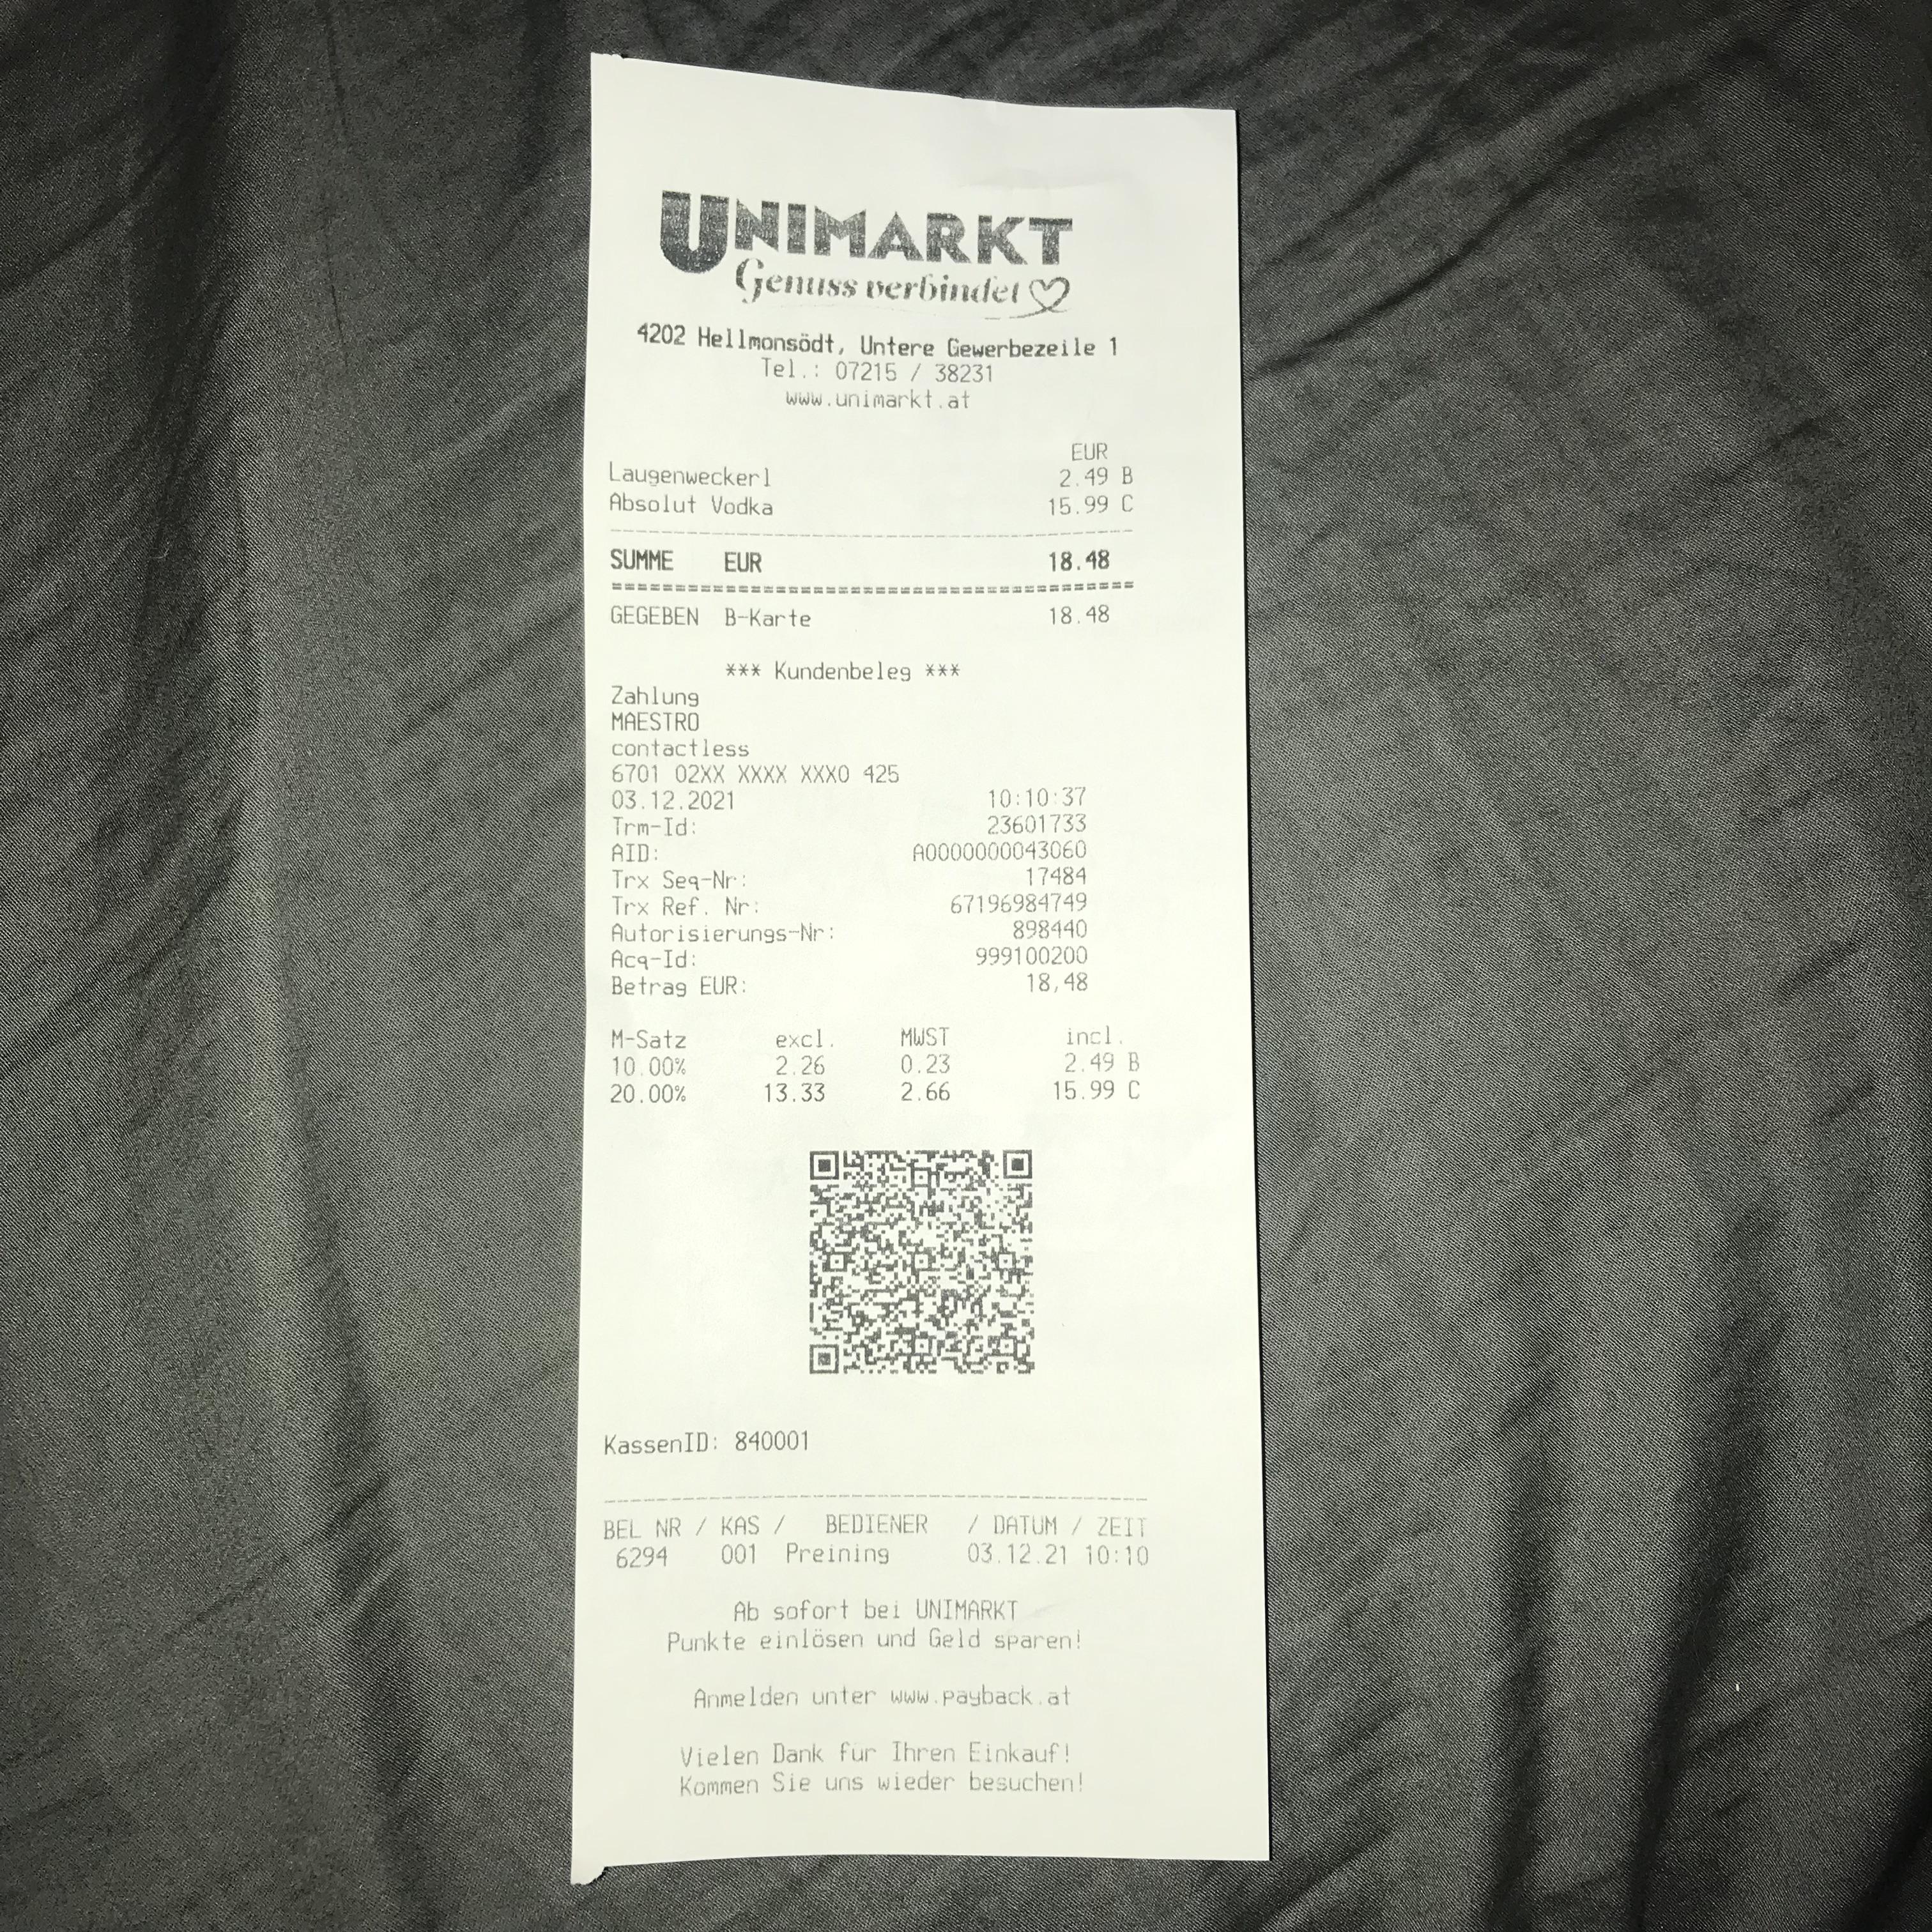 UNIMARKT
Genuss verbindet
4202 Hellmonsödt, Untere Gewerbezeile 1
Tel.: 07215 / 38231
www.unimarkt.at
EUR
Laugenweckerl 2.49 B
Absolut Vodka 15.99 C
SUMME EUR 18.48
GEGEBEN B-Karte 18.48
*** Kundenbeleg ***
Zahlung
MAESTRO
contactless
6701 02XX XXXX XXX0 425
03.12.2021 10:10:37
Trm-Id: 23601733
AID: A0000000043060
Trx Seq-Nr: 17484
Trx Ref. Nr: 67196984749
Autorisierungs-Nr: 898440
Acq-Id: 999100200
Betrag EUR: 18,48
M-Satz excl. MWST incl.
10.00% 2.26 0.23 2.49 B
20.00% 13.33 2.66 15.99 C
KassenID: 840001
BEL NR / KAS / BEDIENER / DATUM / ZEIT
6294 001 Preining 03.12.21 10:10
Ab sofort bei UNIMARKT
Punkte einlösen und Geld sparen!
Anmelden unter www.payback.at
Vielen Dank für Ihren Einkauf!
Kommen Sie uns wieder besuchen!